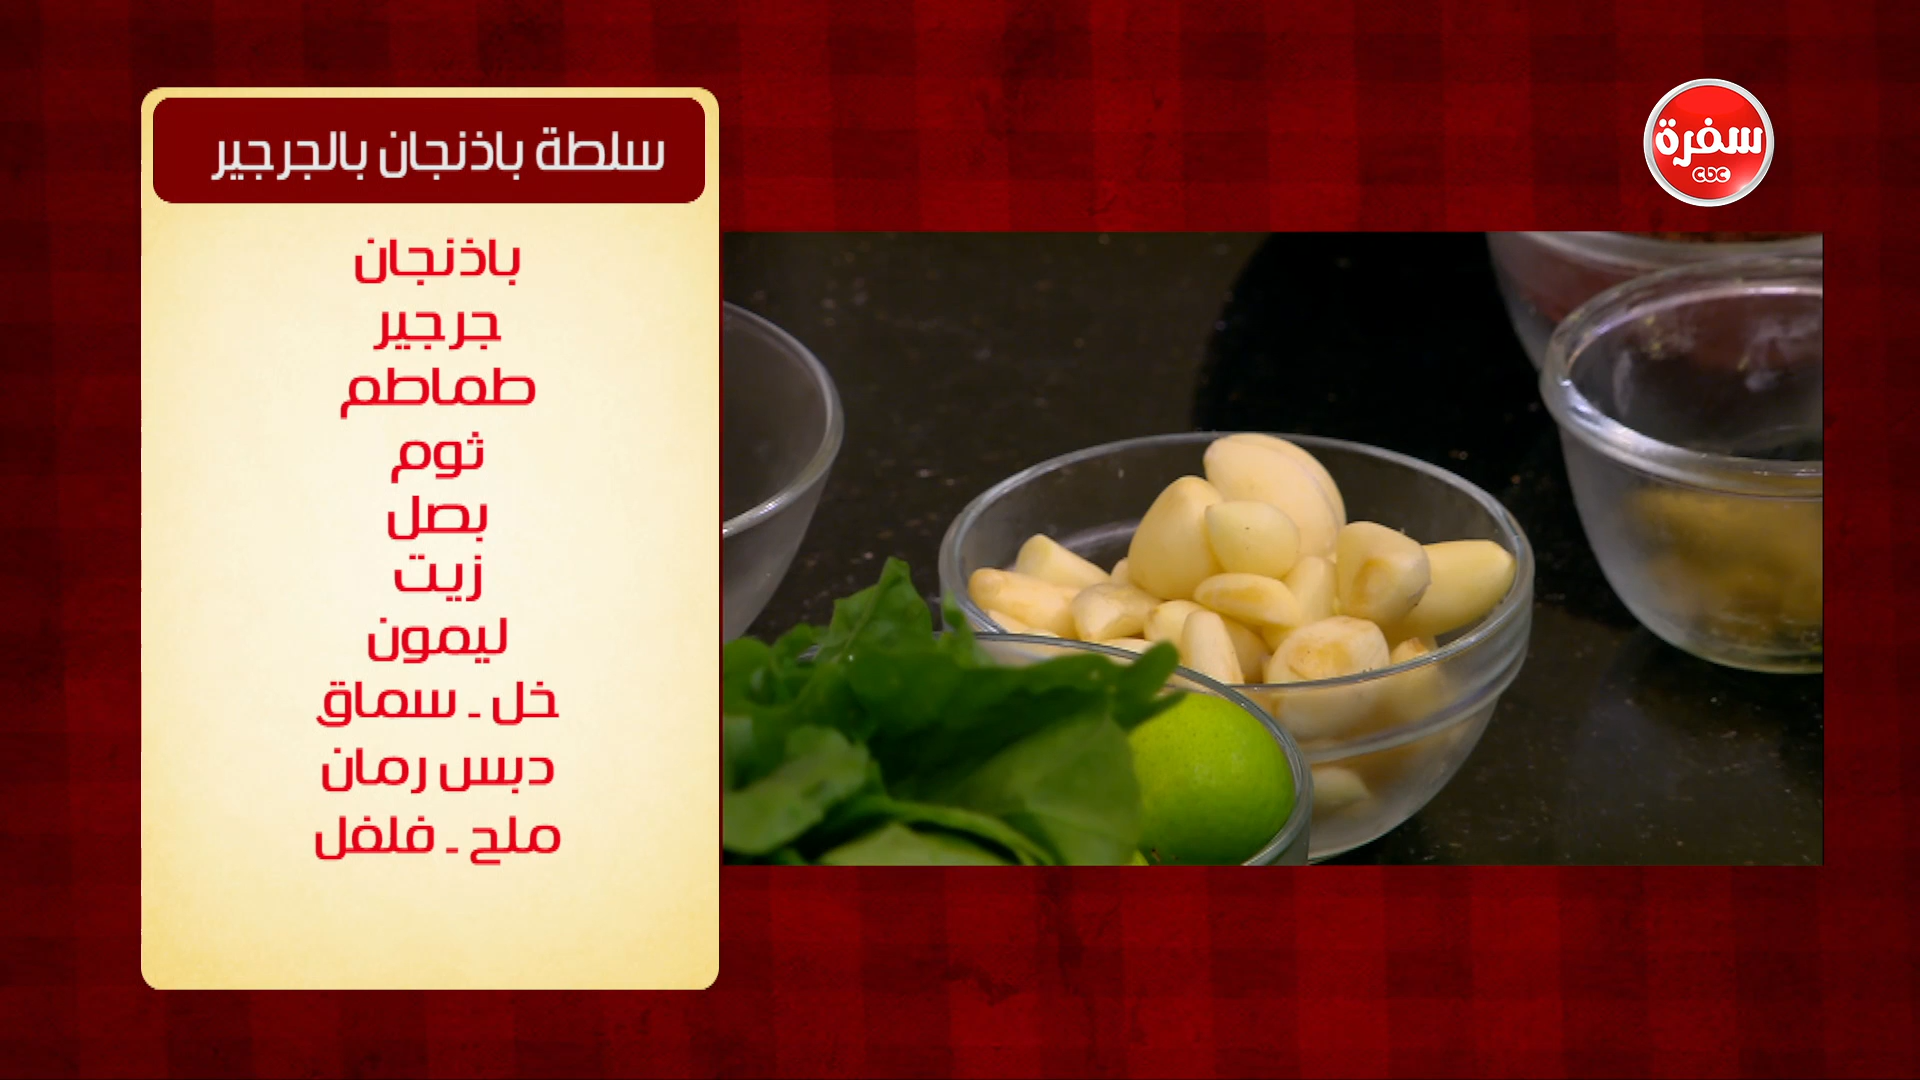 سلطة باذنجان بالجرجير
باذنجان
جرجير
طماطم
ثوم
بصل
زيت
ليمون
خل ـ سماق
دبس رمان
ملح ـ فلفل
سفرة
cbc